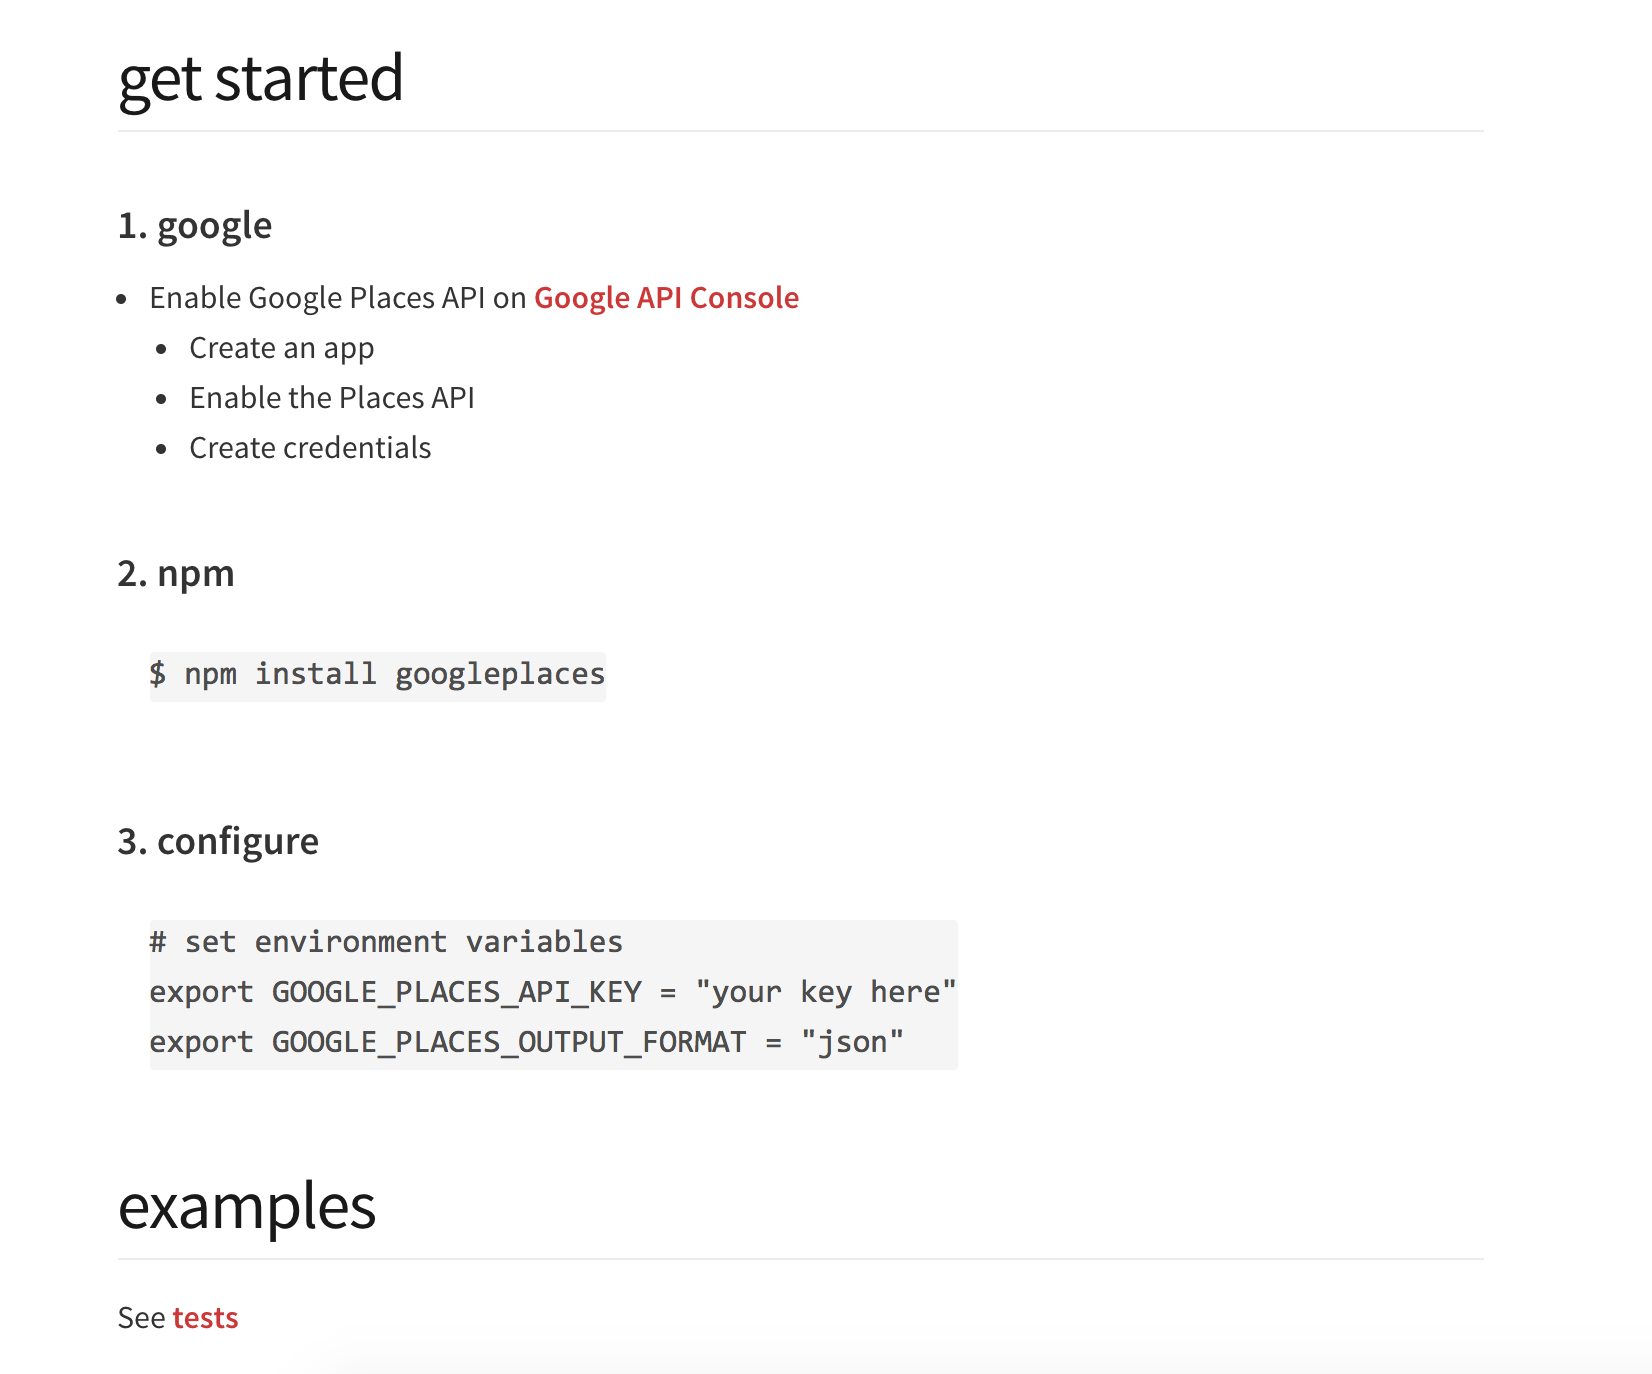 get started
1. google
• Enable Google Places API on Google API Console
• Create an app
• Enable the Places API
• Create credentials
2. npm
$ npm install googleplaces
3. configure
# set environment variables
export GOOGLE_PLACES_API_KEY = "your key here"
export GOOGLE_PLACES_OUTPUT_FORMAT = "json"
examples
See tests